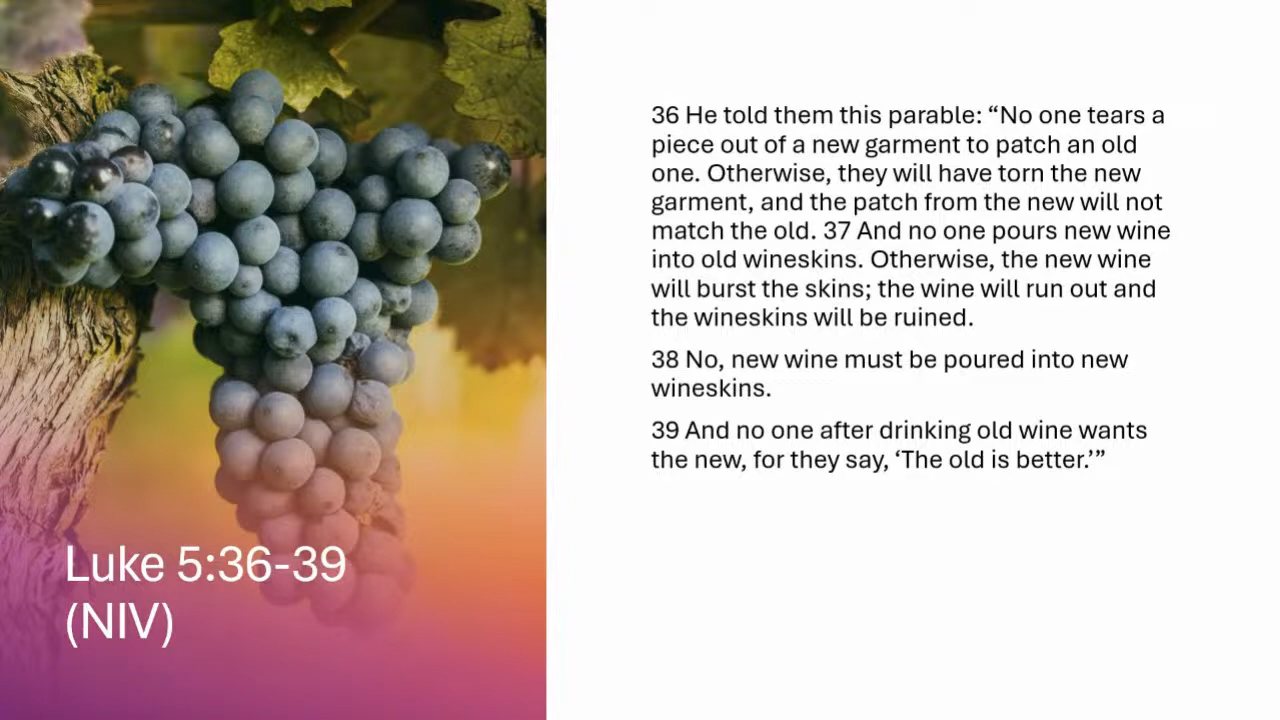 Luke 5:36-39
(NIV)
36 He told them this parable: “No one tears a
piece out of a new garment to patch an old
one. Otherwise, they will have torn the new
garment, and the patch from the new will not
match the old. 37 And no one pours new wine
into old wineskins. Otherwise, the new wine
will burst the skins; the wine will run out and
the wineskins will be ruined.
38 No, new wine must be poured into new
wineskins.
39 And no one after drinking old wine wants
the new, for they say, ‘The old is better.’”